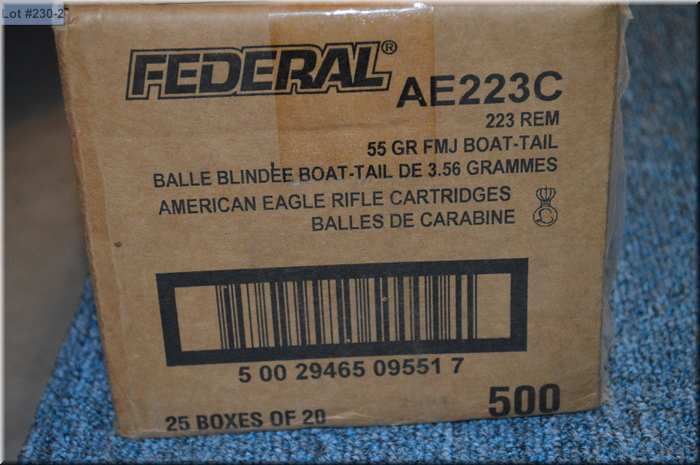 Lot #230-2
FEDERAL® AE223C
223 REM
55 GR FMJ BOAT-TAIL
BALLE BLINDÉE BOAT-TAIL DE 3.56 GRAMMES
AMERICAN EAGLE RIFLE CARTRIDGES
BALLES DE CARABINE
5 00 29465 09551 7
25 BOXES OF 20 500